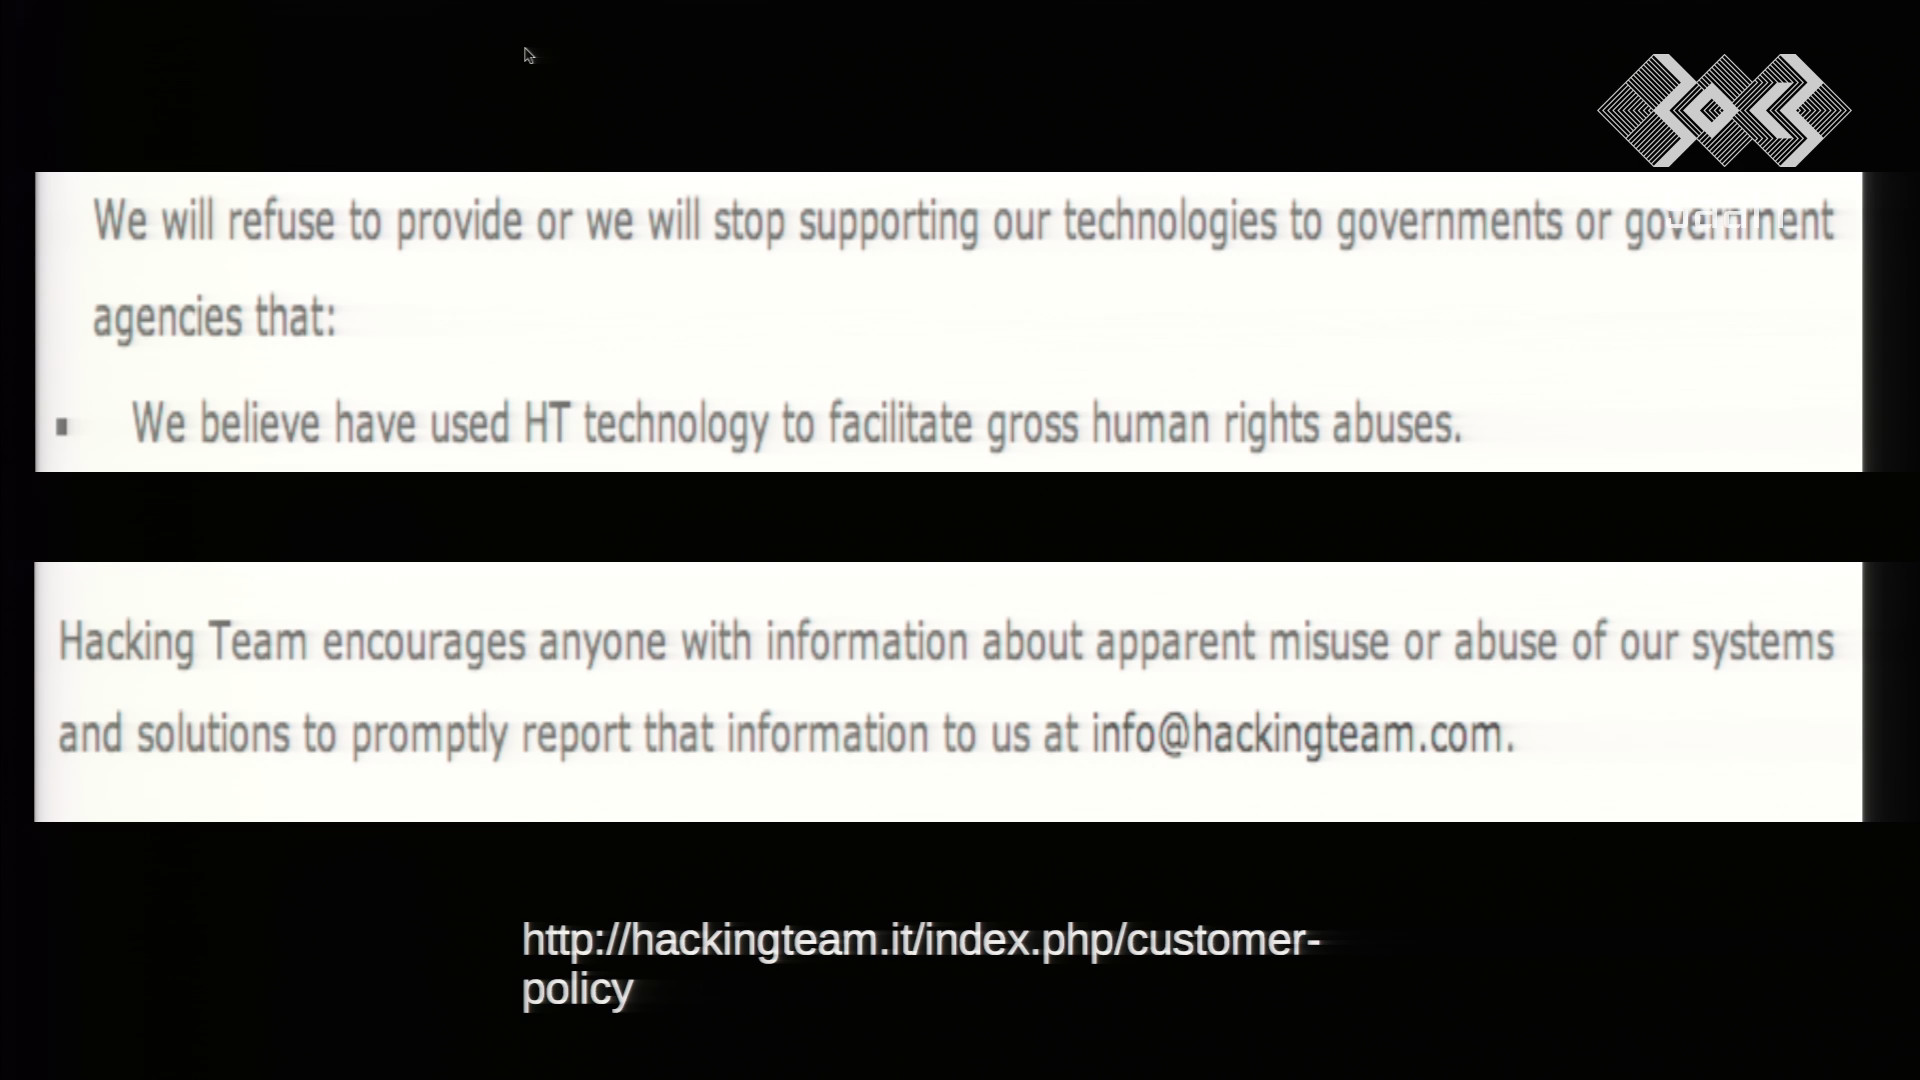 We will refuse to provide or we will stop supporting our technologies to governments or government
agencies that:
▪ We believe have used HT technology to facilitate gross human rights abuses.
Hacking Team encourages anyone with information about apparent misuse or abuse of our systems
and solutions to promptly report that information to us at info@hackingteam.com.
http://hackingteam.it/index.php/customer-
policy